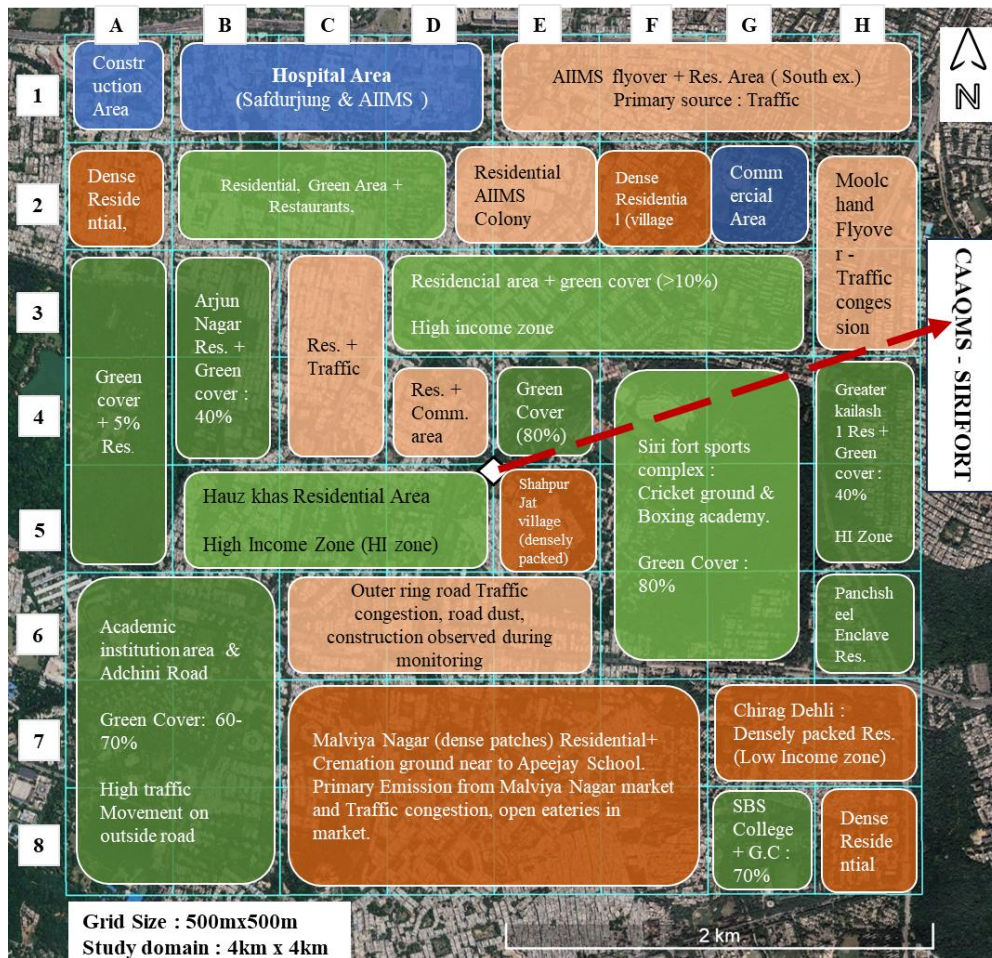 A
B
C
D
E
F
G
H
N
1
Constr
uction
Area
Hospital Area
(Safdurjung & AIIMS )
AIIMS flyover + Res. Area ( South ex.)
Primary source : Traffic
2
Dense
Reside
ntial,
Residential, Green Area +
Restaurants,
Residential
AIIMS
Colony
Dense
Residentia
l (village
Comm
ercial
Area
Moolc
hand
Flyove
r -
Traffic
conges
sion
3
Green
cover
+ 5%
Res.
Arjun
Nagar
Res. +
Green
cover :
40%
Res. +
Traffic
Residencial area + green cover (>10%)
High income zone
CAAQMS - SIRIFORT
4
Res. +
Comm.
area
Green
Cover
(80%)
Siri fort sports
complex :
Cricket ground &
Boxing academy.
Green Cover :
80%
Greater
kailash
1 Res +
Green
cover :
40%
HI Zone
5
Hauz khas Residential Area
High Income Zone (HI zone)
Shahpur
Jat
village
(densely
packed)
6
Academic
institution area &
Adchini Road
Green Cover: 60-
70%
High traffic
Movement on
outside road
Outer ring road Traffic
congestion, road dust,
construction observed during
monitoring
Panchsh
eel
Enclave
Res.
7
Malviya Nagar (dense patches) Residential+
Cremation ground near to Apeejay School.
Primary Emission from Malviya Nagar market
and Traffic congestion, open eateries in
market.
Chirag Dehli :
Densely packed Res.
(Low Income zone)
8
SBS
College
+ G.C :
70%
Dense
Reside
ntial
Grid Size : 500mx500m
Study domain : 4km x 4km
2 km